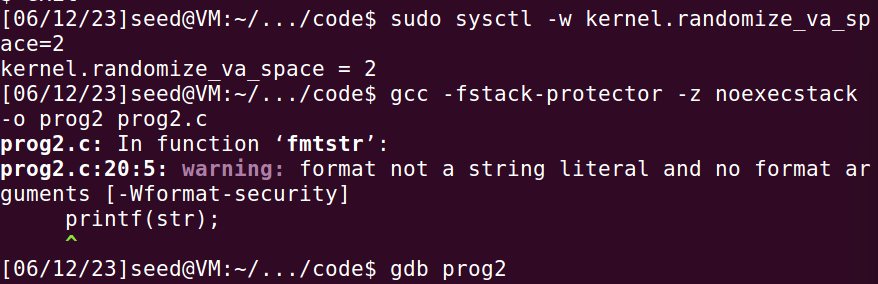 [06/12/23]seed@VM:~/.../code$ sudo sysctl -w kernel.randomize_va_sp
ace=2
kernel.randomize_va_space = 2
[06/12/23]seed@VM:~/.../code$ gcc -fstack-protector -z noexecstack
-o prog2 prog2.c
prog2.c: In function ‘fmtstr’:
prog2.c:20:5: warning: format not a string literal and no format ar
guments [-Wformat-security]
     printf(str);
     ^
[06/12/23]seed@VM:~/.../code$ gdb prog2